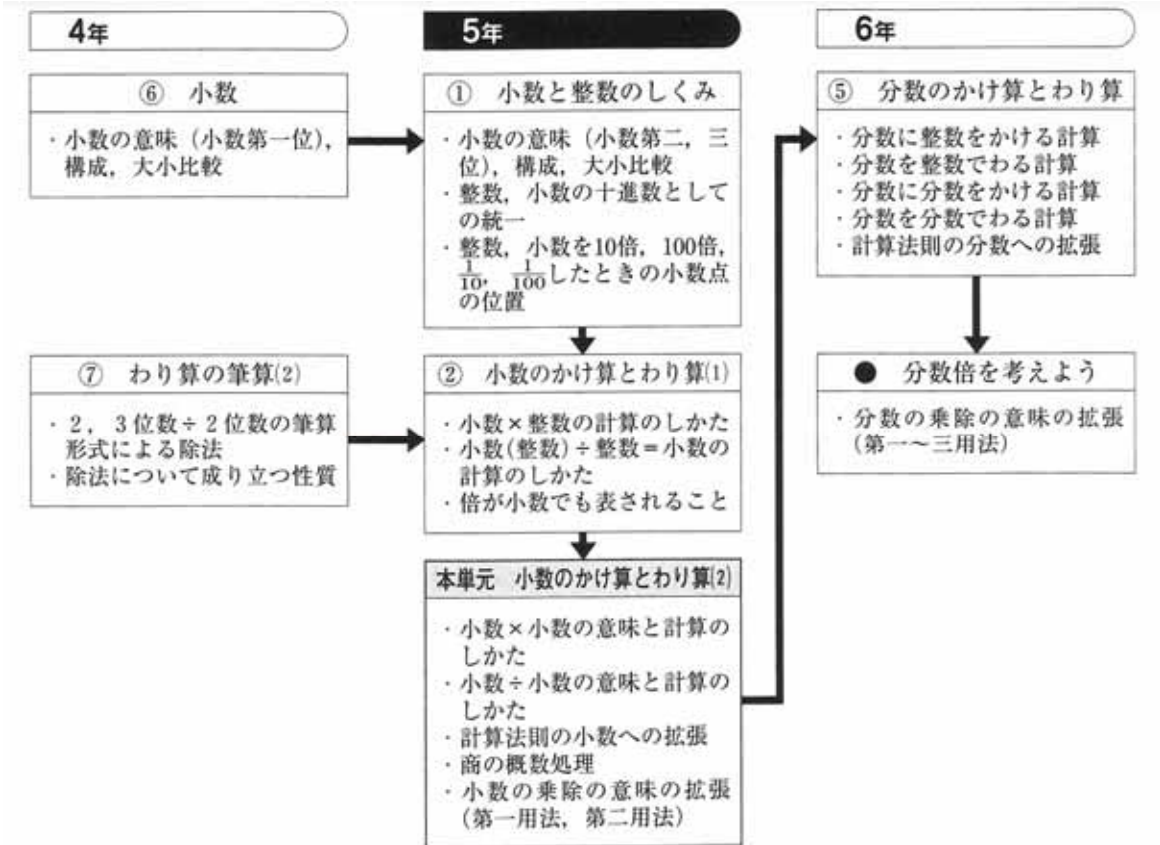 4年
⑥ 小数
・小数の意味（小数第一位），
構成，大小比較
⑦ わり算の筆算(2)
・2，3位数÷2位数の筆算
形式による除法
・除法について成り立つ性質
5年
① 小数と整数のしくみ
・小数の意味（小数第二，三
位），構成，大小比較
・整数，小数の十進数として
の統一
・整数，小数を10倍，100倍，
1/10，1/100したときの小数点
の位置
② 小数のかけ算とわり算(1)
・小数×整数の計算のしかた
・小数(整数)÷整数=小数の
計算のしかた
・倍が小数でも表されること
本単元 小数のかけ算とわり算(2)
・小数×小数の意味と計算の
しかた
・小数÷小数の意味と計算の
しかた
・計算法則の小数への拡張
・商の概数処理
・小数の乗除の意味の拡張
(第一用法，第二用法)
6年
⑤ 分数のかけ算とわり算
・分数に整数をかける計算
・分数を整数でわる計算
・分数に分数をかける計算
・分数を分数でわる計算
・計算法則の分数への拡張
● 分数倍を考えよう
・分数の乗除の意味の拡張
(第一〜三用法)